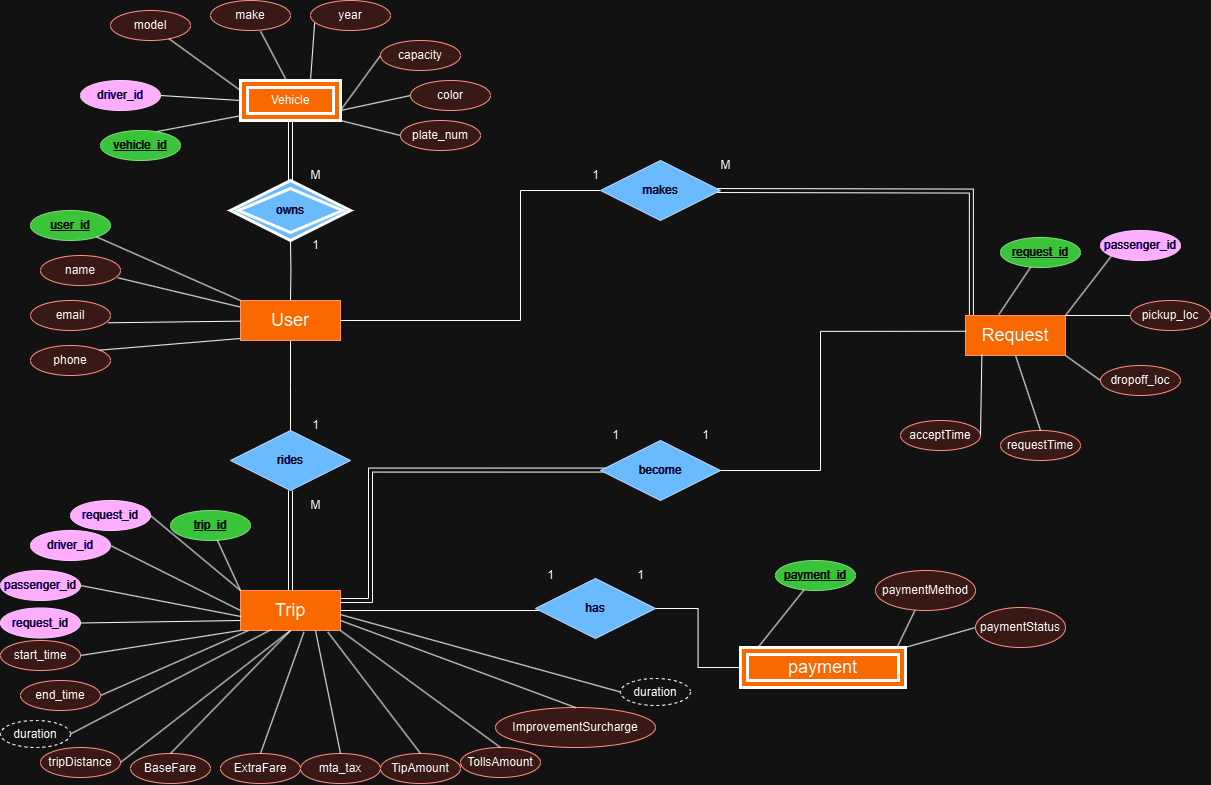 make
year
model
capacity
driver_id
Vehicle
color
plate_num
vehicle_id
M
owns
1
user_id
name
email
phone
User
1
makes
M
request_id
passenger_id
pickup_loc
Request
dropoff_loc
acceptTime
requestTime
1
rides
M
1
become
1
request_id
trip_id
driver_id
passenger_id
request_id
Trip
start_time
end_time
duration
tripDistance
BaseFare
ExtraFare
mta_tax
TipAmount
TollsAmount
ImprovementSurcharge
duration
1
has
1
payment_id
paymentMethod
paymentStatus
payment